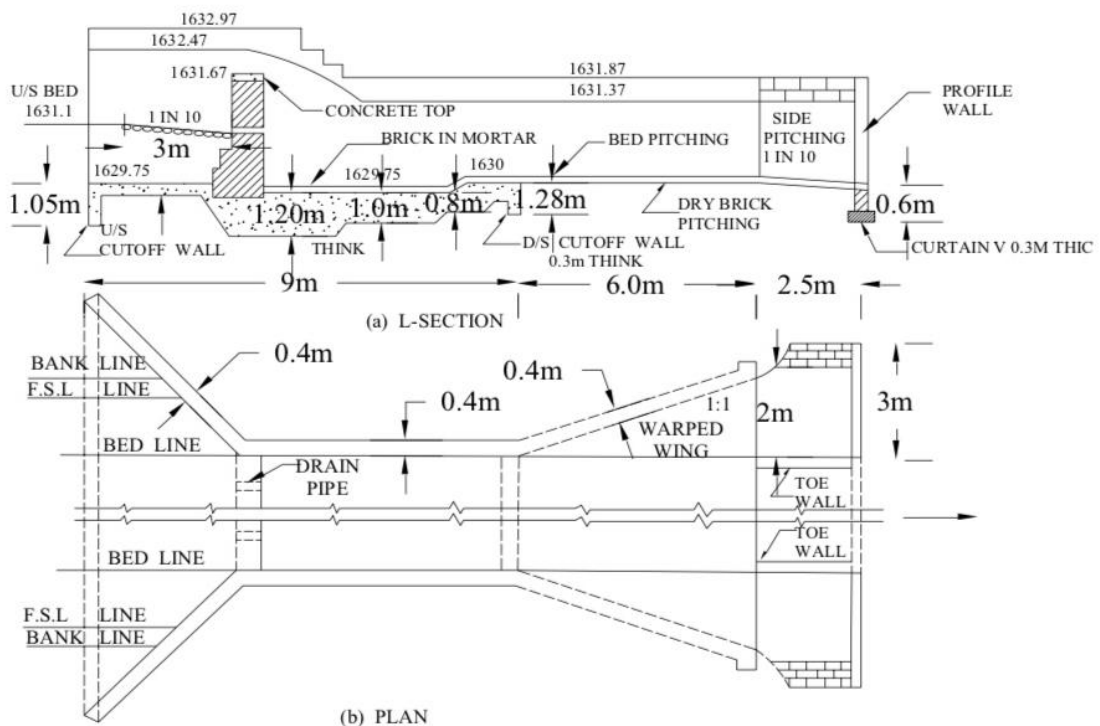 1632.97
1632.47
1631.67
1631.87
1631.37
U/S BED
1631.1
1 IN 10
CONCRETE TOP
SIDE
PITCHING
1 IN 10
PROFILE
WALL
BRICK IN MORTAR
BED PITCHING
3m
1629.75
1629.75
1630
1.05m
1.20m
1.0m
0.8m
1.28m
0.6m
U/S
CUTOFF WALL
THINK
D/S CUTOFF WALL
0.3m THINK
DRY BRICK
PITCHING
CURTAIN V 0.3M THIC
9m
6.0m
2.5m
(a) L-SECTION
BANK LINE
F.S.L LINE
BED LINE
0.4m
0.4m
0.4m
1:1
WARPED
WING
2m
3m
DRAIN
PIPE
TOE
WALL
TOE
WALL
BED LINE
F.S.L LINE
BANK LINE
(b) PLAN